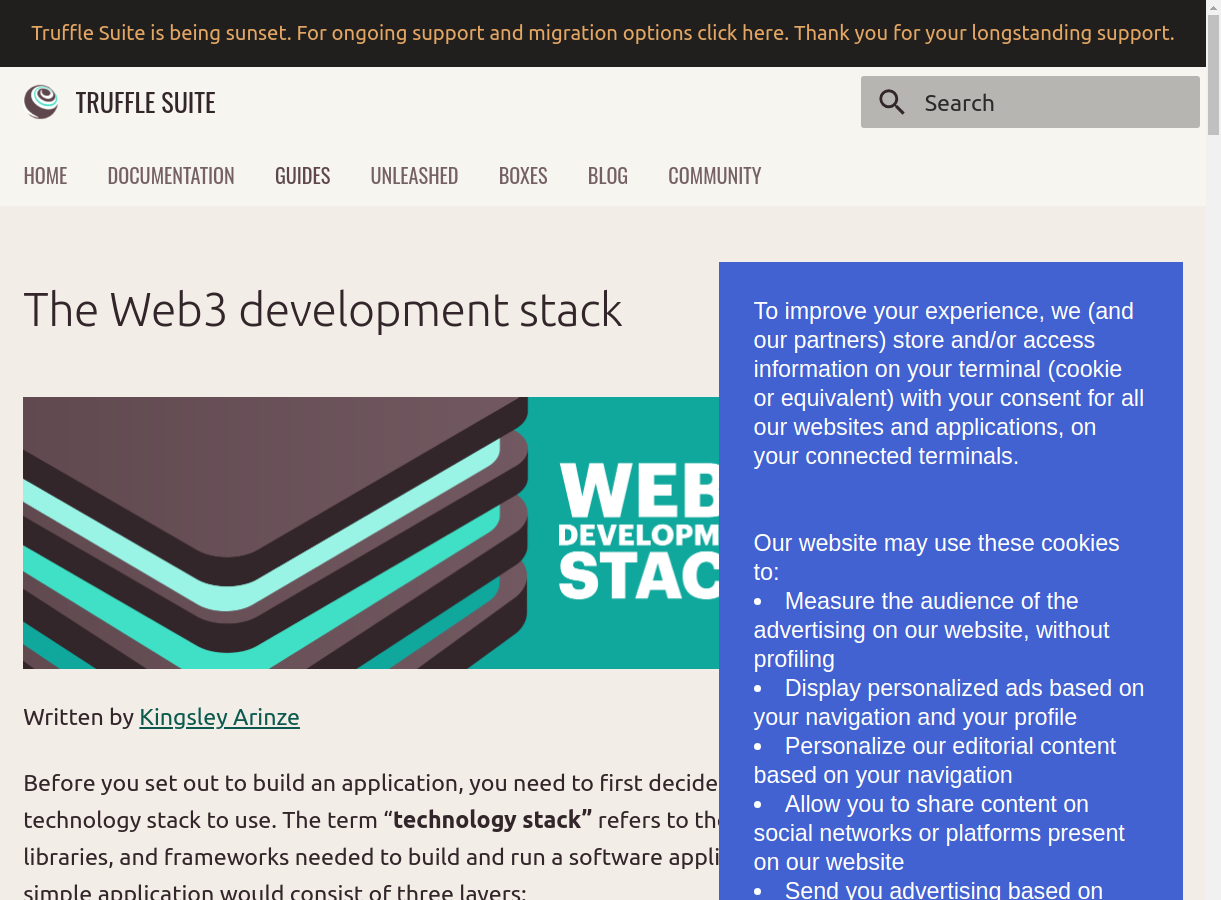 Truffle Suite is being sunset. For ongoing support and migration options click here. Thank you for your longstanding support.
TRUFFLE SUITE
Search
HOME DOCUMENTATION GUIDES UNLEASHED BOXES BLOG COMMUNITY
The Web3 development stack
WEB
DEVELOPM
STAC
Written by Kingsley Arinze
Before you set out to build an application, you need to first decide
technology stack to use. The term “technology stack” refers to the
libraries, and frameworks needed to build and run a software appli
simple application would consist of three layers:
To improve your experience, we (and
our partners) store and/or access
information on your terminal (cookie
or equivalent) with your consent for all
our websites and applications, on
your connected terminals.
Our website may use these cookies
to:
• Measure the audience of the
advertising on our website, without
profiling
• Display personalized ads based on
your navigation and your profile
• Personalize our editorial content
based on your navigation
• Allow you to share content on
social networks or platforms present
on our website
• Send you advertising based on